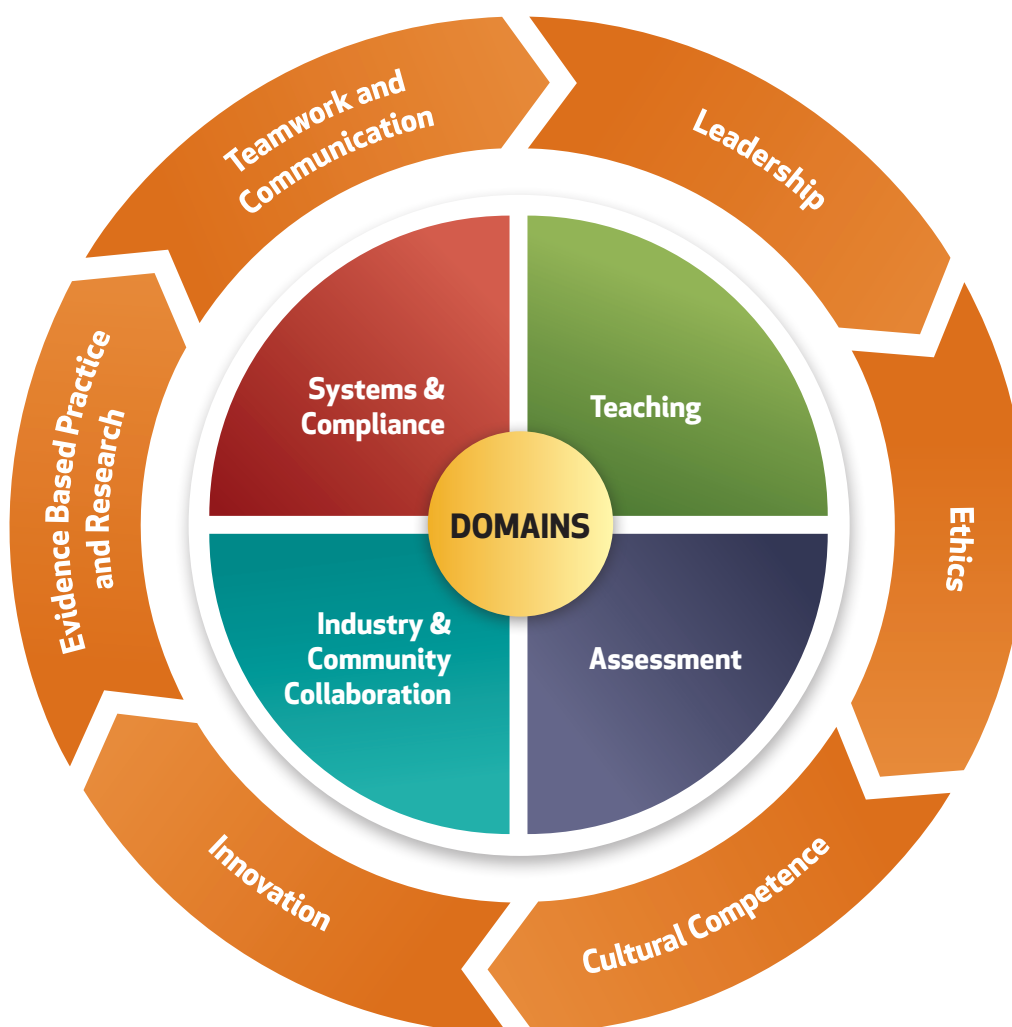 Teamwork and
Communication
Leadership
Ethics
Cultural Competence
Innovation
Evidence Based Practice
and Research
Systems &
Compliance
Teaching
DOMAINS
Industry &
Community
Collaboration
Assessment